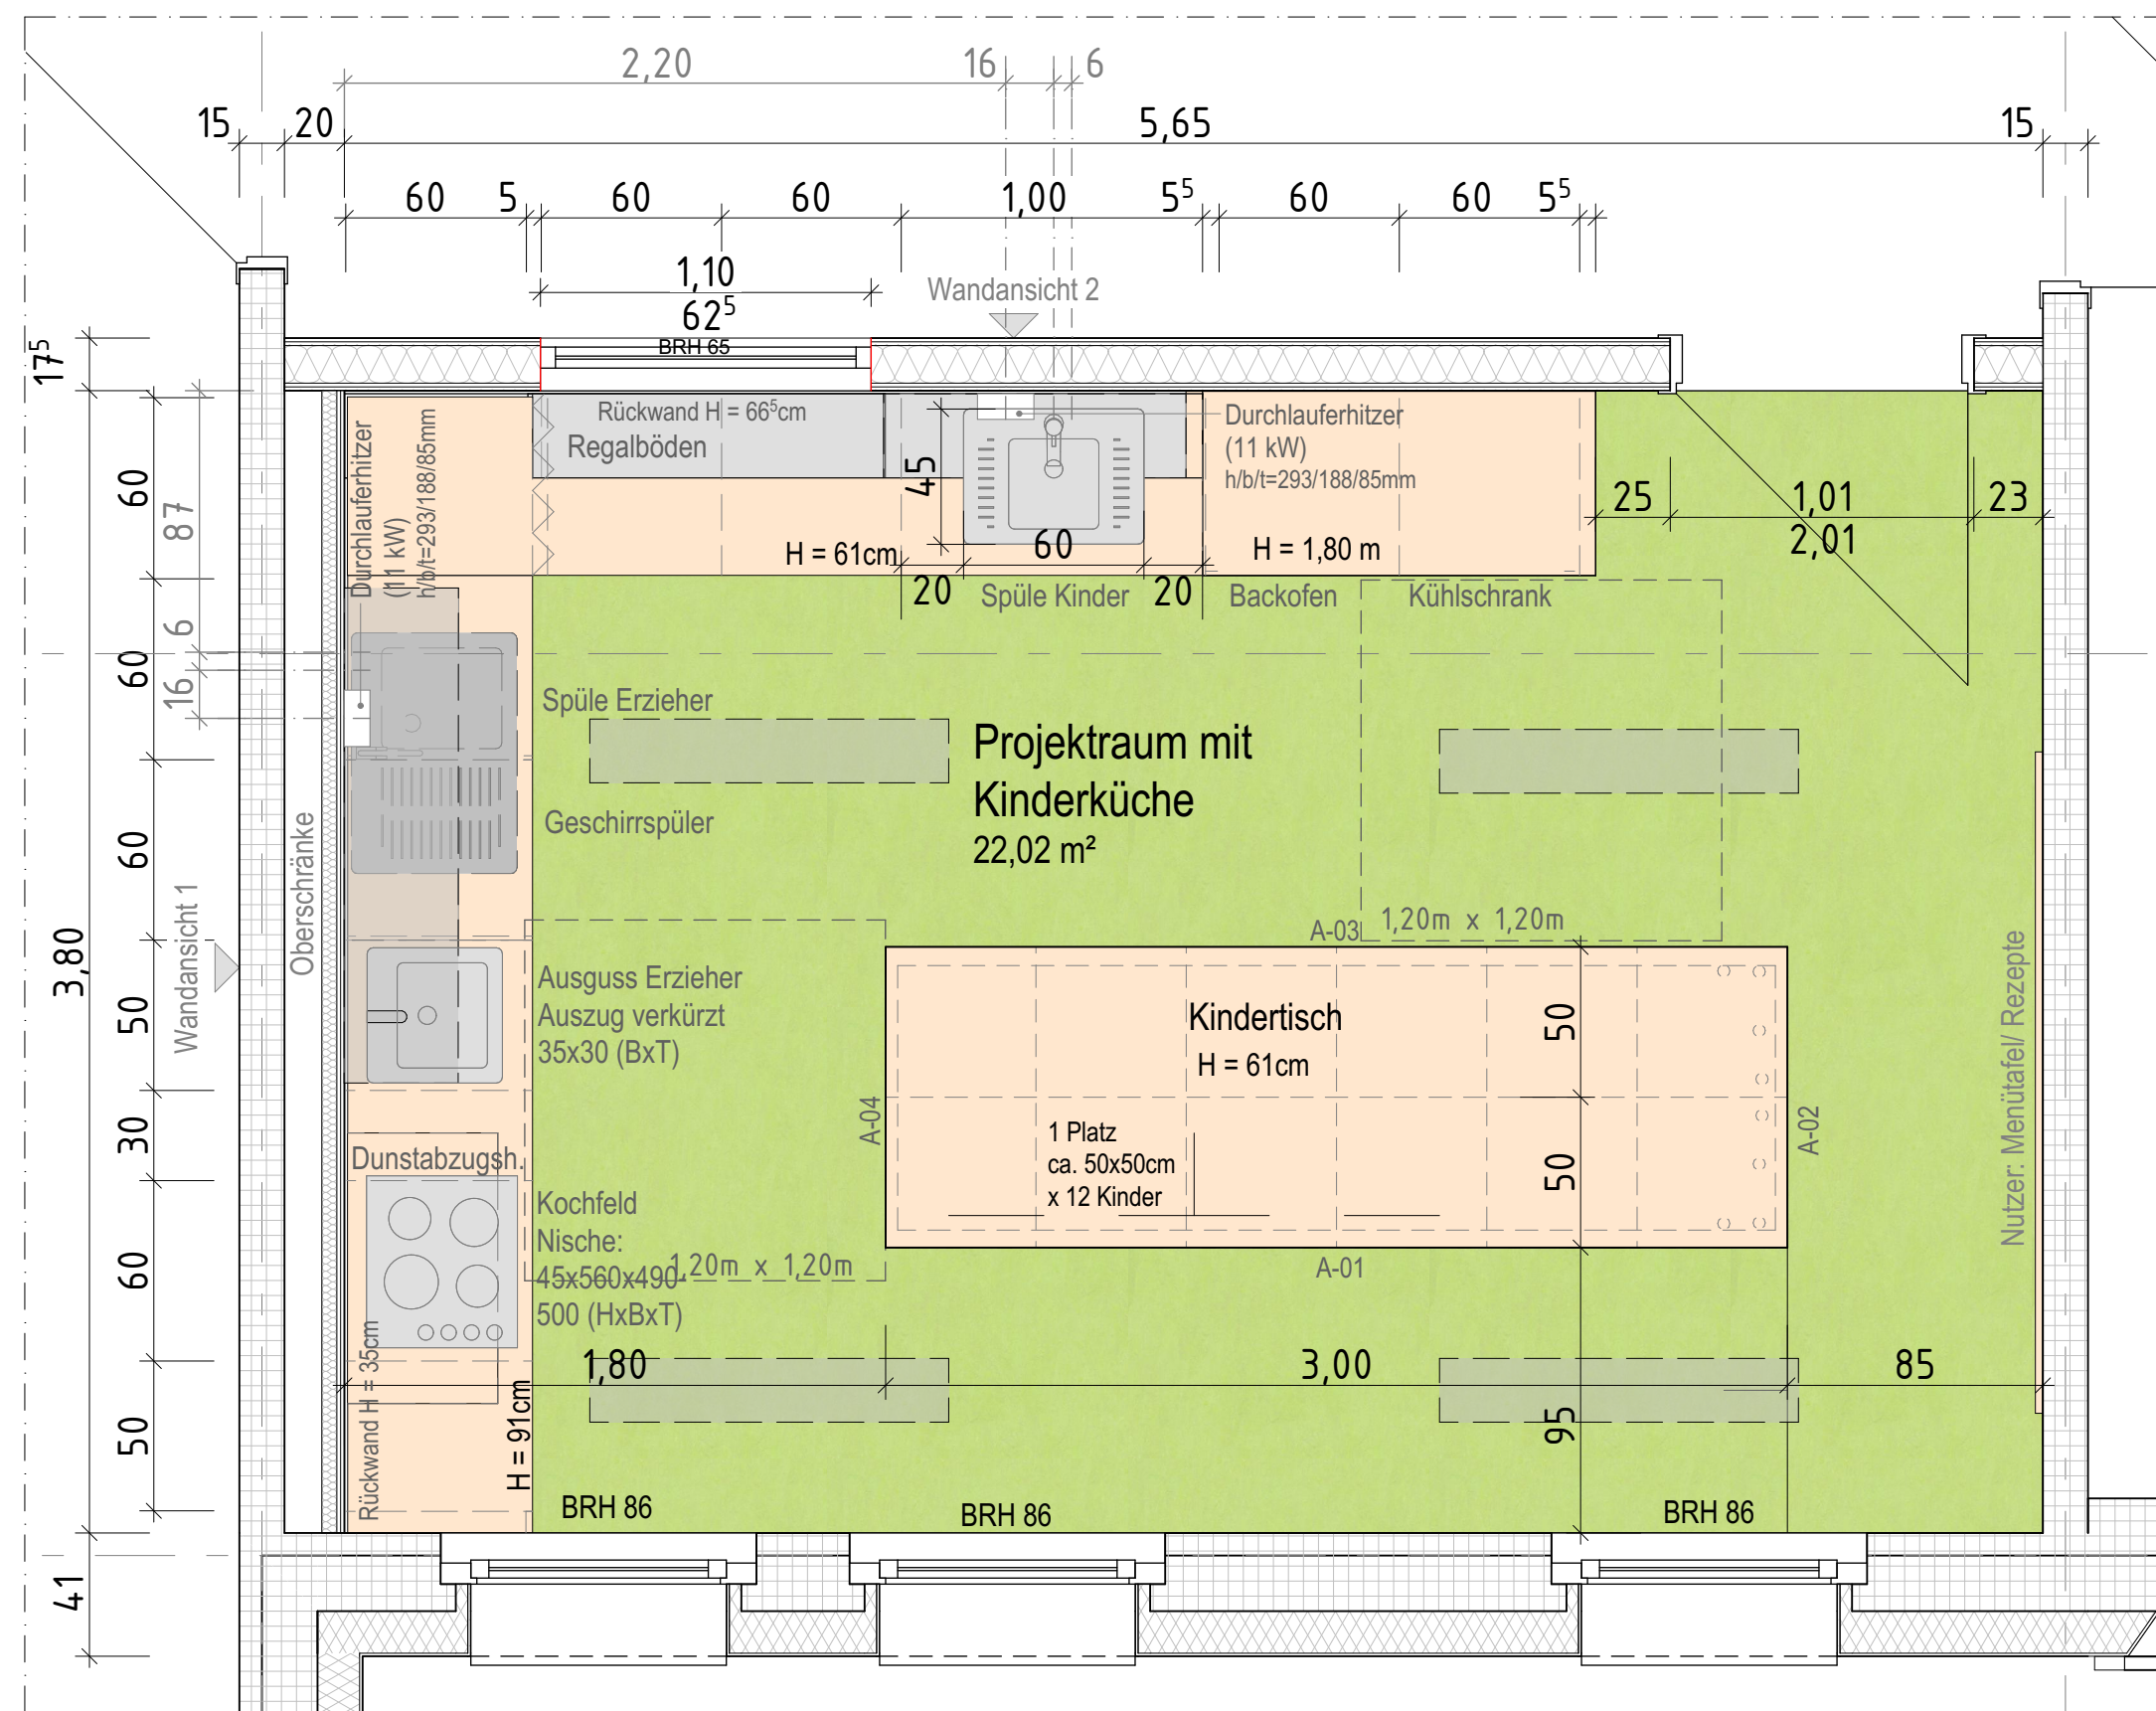 2,20 16 6
15 20 5,65 15
60 5 60 60 1,00 5⁵ 60 60 5⁵
1,10
62⁵
Wandansicht 2
BRH 65
17⁵
Rückwand H = 66⁵cm
Regalböden
Durchlauferhitzer
(11 kW)
h/b/t=293/188/85mm
Durchlauferhitzer
(11 kW)
h/b/t=293/188/85mm
45
60
H = 61cm
H = 1,80 m
20
Spüle Kinder
20
Backofen
Kühlschrank
25 1,01 23
2,01
60
87
6
60
16
60
50
30
60
50
3,80
41
Wandansicht 1
Oberschränke
Spüle Erzieher
Geschirrspüler
Projektraum mit
Kinderküche
22,02 m²
Ausguss Erzieher
Auszug verkürzt
35x30 (BxT)
A-03
1,20m x 1,20m
Kindertisch
H = 61cm
50
50
A-04
A-02
1 Platz
ca. 50x50cm
x 12 Kinder
A-01
Nutzer: Menütafel/ Rezepte
Dunstabzugsh.
Kochfeld
Nische:
45x560x490-
500 (HxBxT)
1,20m x 1,20m
Rückwand H = 35cm
H = 91cm
1,80 3,00 85
95
BRH 86
BRH 86
BRH 86